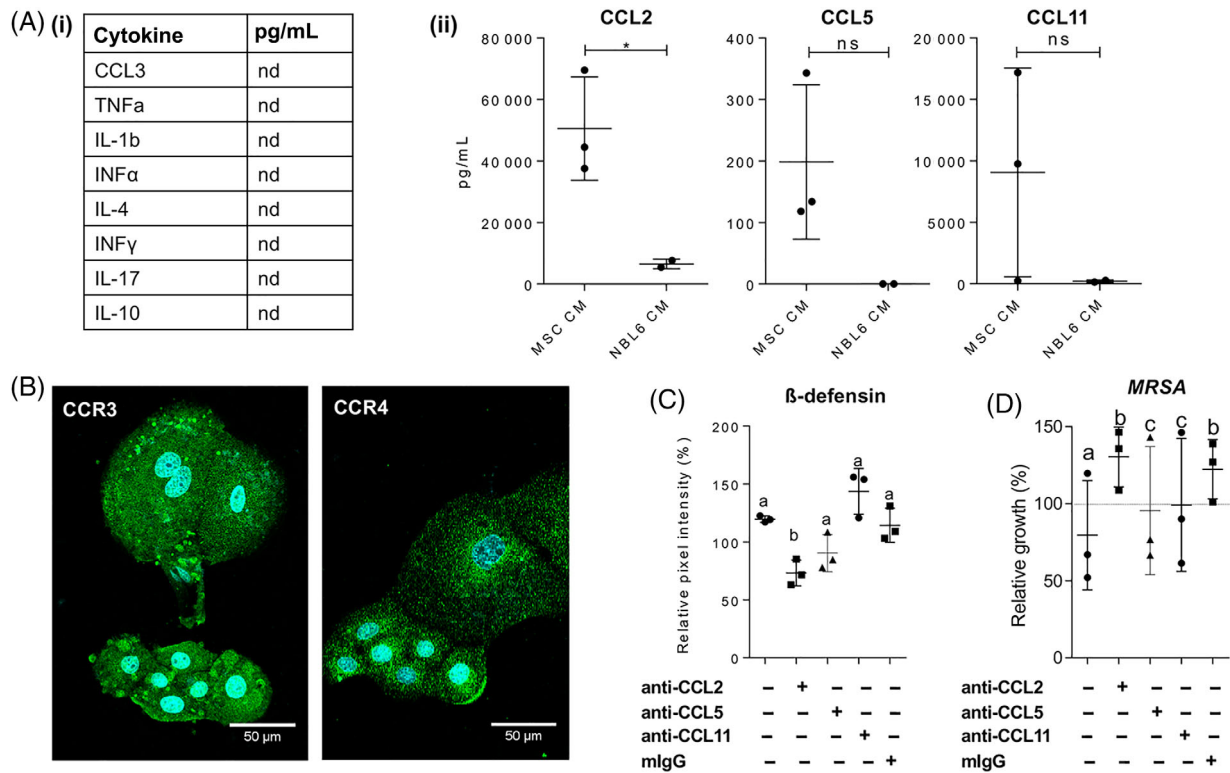 (A) (i)
Cytokine pg/mL
CCL3 nd
TNFa nd
IL-1b nd
INFα nd
IL-4 nd
INFγ nd
IL-17 nd
IL-10 nd
(ii)
CCL2
80 000
60 000
40 000
20 000
0
pg/mL
*
MSC CM
NBL6 CM
CCL5
400
300
200
100
0
ns
MSC CM
NBL6 CM
CCL11
20 000
15 000
10 000
5000
0
ns
MSC CM
NBL6 CM
(B)
CCR3
50 µm
CCR4
50 µm
(C)
ß-defensin
Relative pixel intensity (%)
200
150
100
50
0
a b a a a
anti-CCL2 – + – – –
anti-CCL5 – – + – –
anti-CCL11 – – – + –
mIgG – – – – +
(D)
MRSA
Relative growth (%)
150
100
50
0
a b c c b
anti-CCL2 – + – – –
anti-CCL5 – – + – –
anti-CCL11 – – – + –
mIgG – – – – +